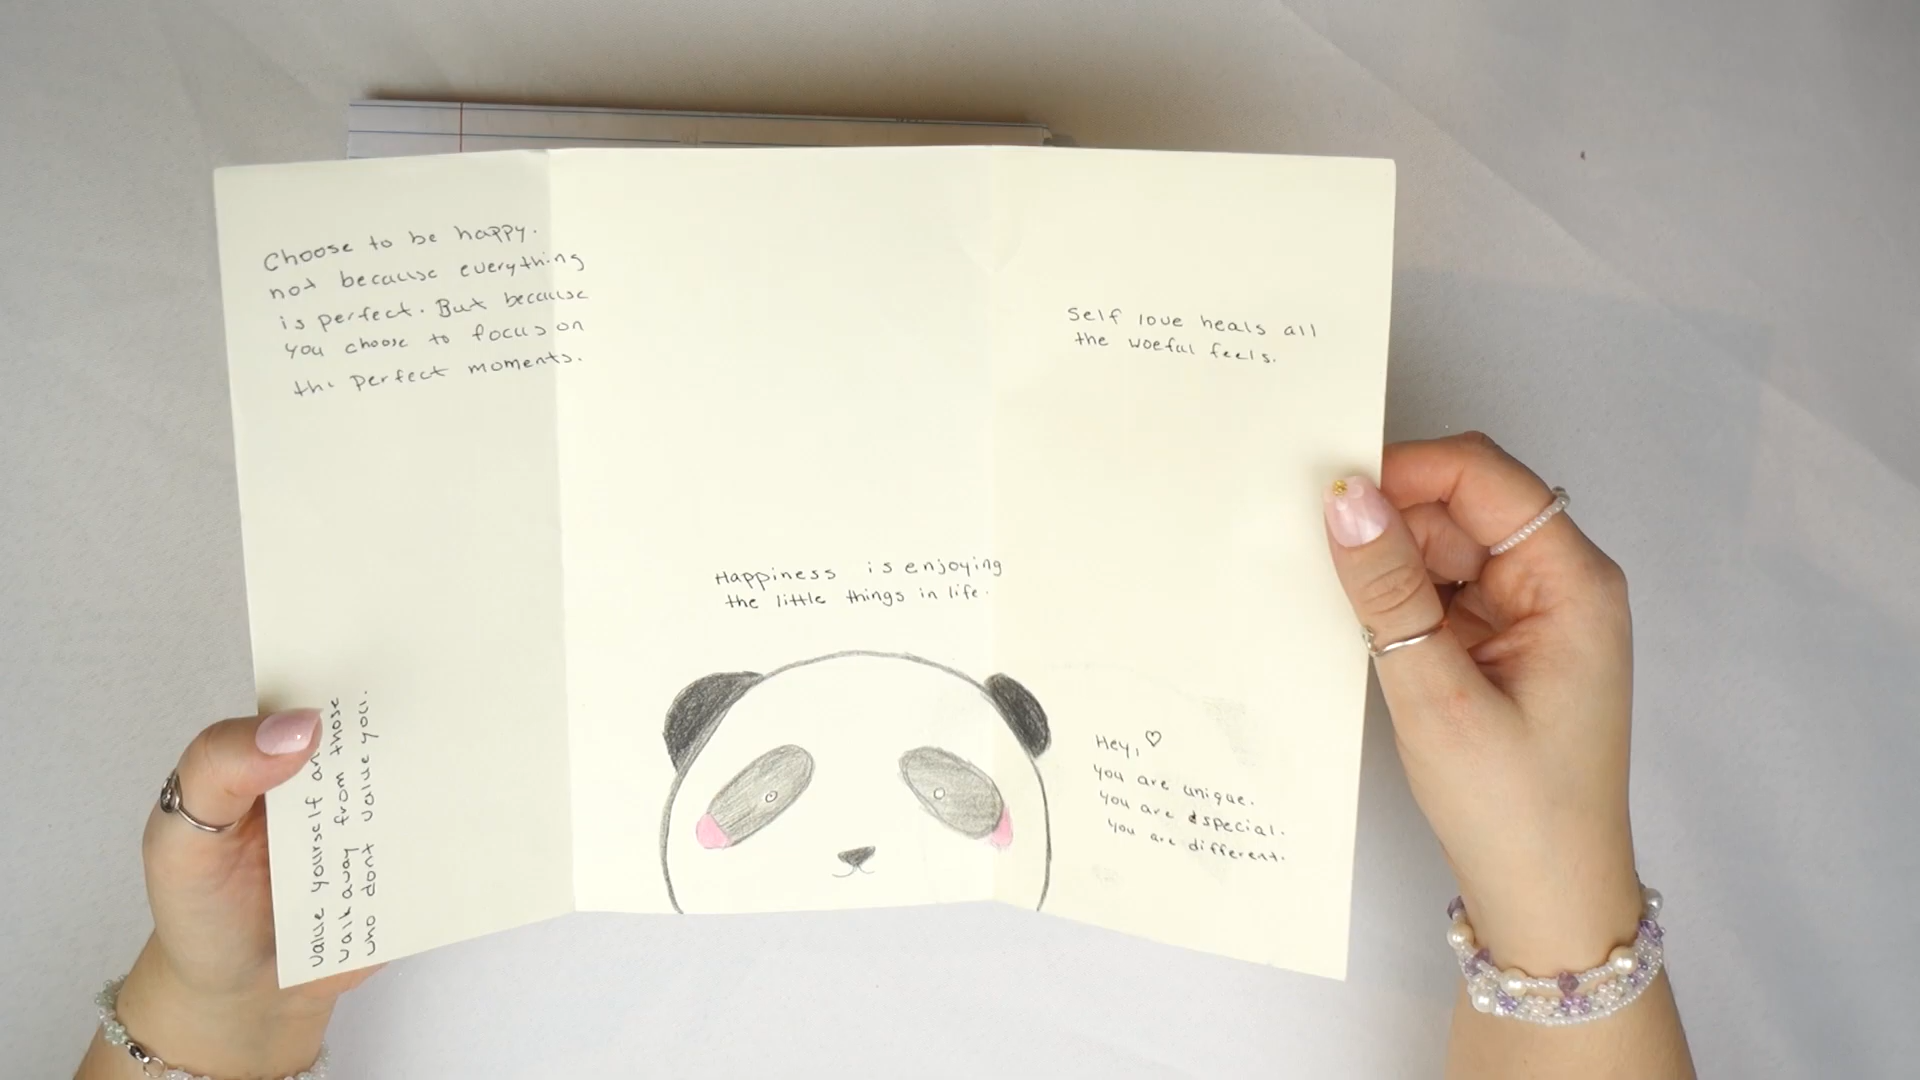 Choose to be happy.
not because everything
is perfect. But because
you choose to focus on
the perfect moments.
Value yourself
walk away from those
who dont value you.
Happiness is enjoying
the little things in life.
Self love heals all
the woeful feels.
Hey, ♡
you are unique.
you are especial.
you are different.